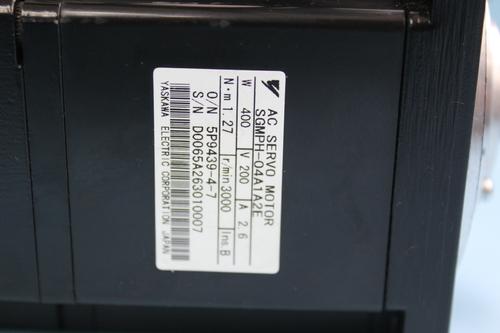 AC SERVO MOTOR
SGMPH-04A1A2E
W 400 V 200 A 2.6
N·m 1.27 r/min 3000 Ins. B
O/N 5P9439-4-7
S/N D0065A263010007
YASKAWA ELECTRIC CORPORATION JAPAN